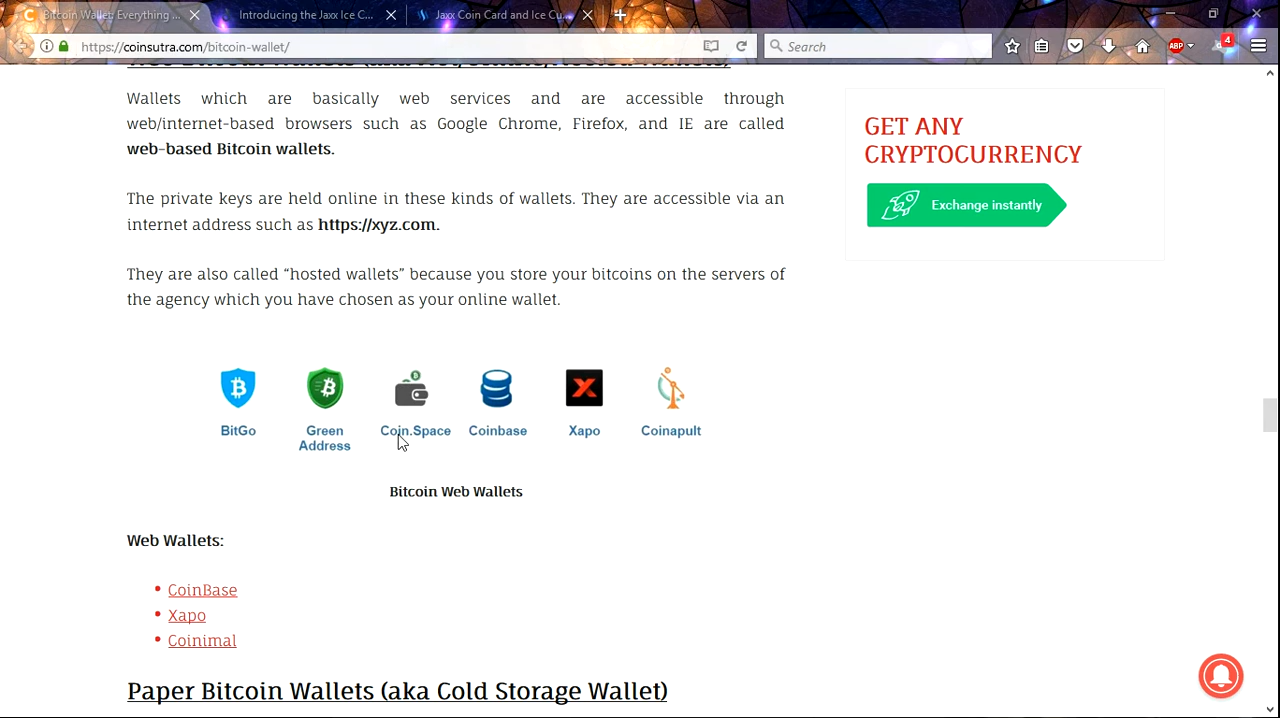 Bitcoin Wallet: Everything ...
Introducing the Jaxx Ice C...
Jaxx Coin Card and Ice Cu...
https://coinsutra.com/bitcoin-wallet/
Search
ABP
4
Wallets which are basically web services and are accessible through
web/internet-based browsers such as Google Chrome, Firefox, and IE are called
web-based Bitcoin wallets.
The private keys are held online in these kinds of wallets. They are accessible via an
internet address such as https://xyz.com.
They are also called “hosted wallets” because you store your bitcoins on the servers of
the agency which you have chosen as your online wallet.
GET ANY
CRYPTOCURRENCY
Exchange instantly
BitGo
Green
Address
Coin.Space
Coinbase
Xapo
Coinapult
Bitcoin Web Wallets
Web Wallets:
• CoinBase
• Xapo
• Coinimal
Paper Bitcoin Wallets (aka Cold Storage Wallet)